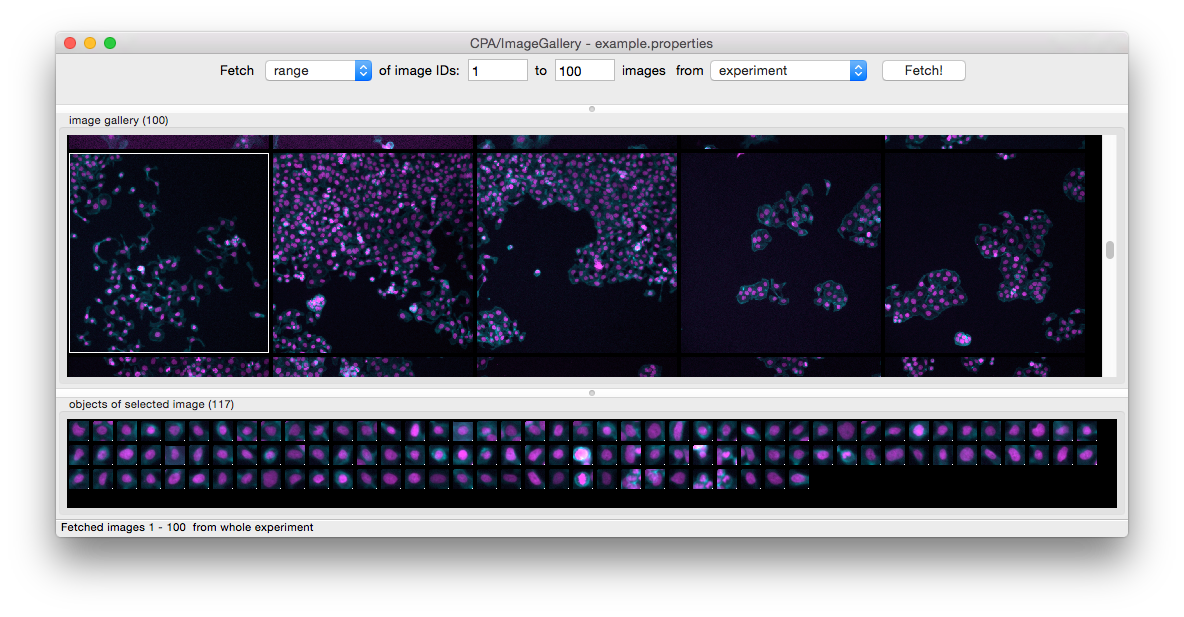 CPA/ImageGallery - example.properties
Fetch range of image IDs: 1 to 100 images from experiment Fetch!
image gallery (100)
objects of selected image (117)
Fetched images 1 - 100 from whole experiment